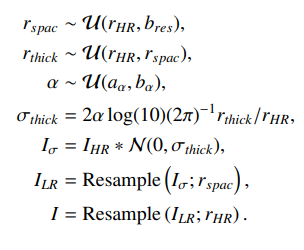 r_{spac} ∼ 𝒰(r_{HR}, b_{res}),
r_{thick} ∼ 𝒰(r_{HR}, r_{spac}),
α ∼ 𝒰(a_α, b_α),
σ_{thick} = 2α log(10)(2π)^{-1} r_{thick}/r_{HR},
I_σ = I_{HR} ∗ 𝒩(0, σ_{thick}),
I_{LR} = Resample (I_σ; r_{spac}),
I = Resample (I_{LR}; r_{HR}).